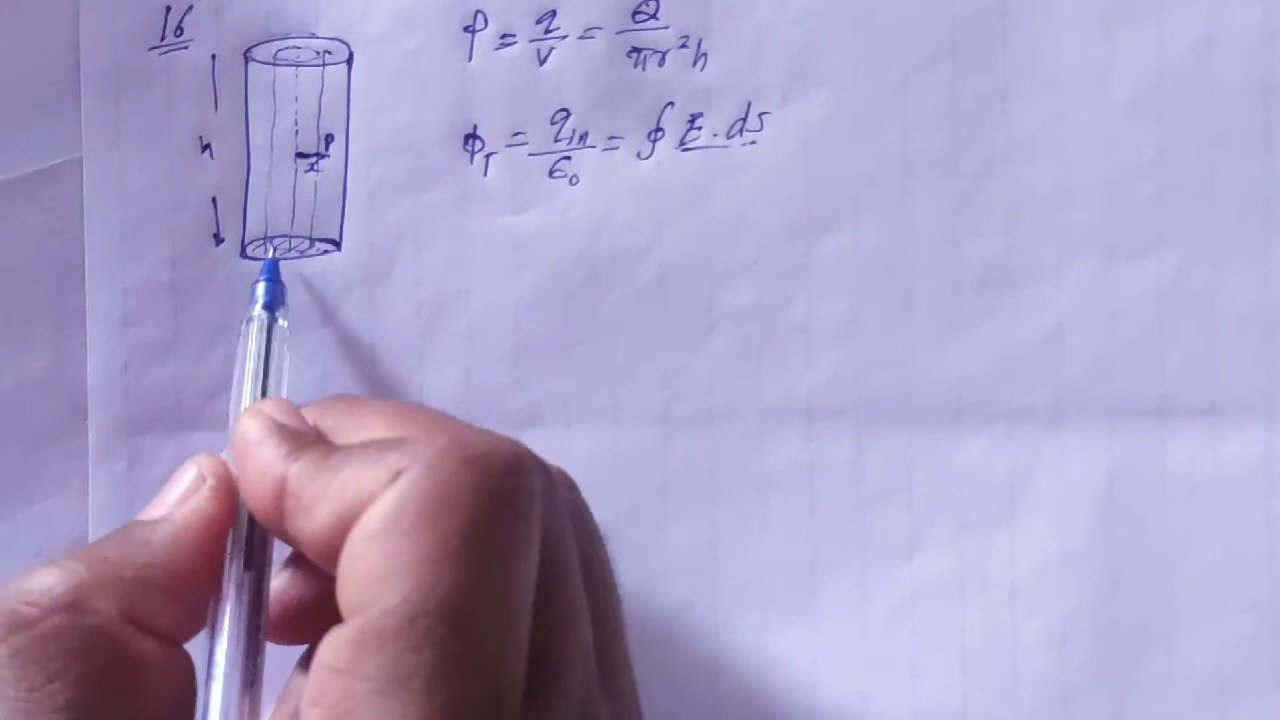 16
ρ = q/v = Q/πr²h
h
P
x
ϕ_T = q_in/ε₀ = ∮ E . ds